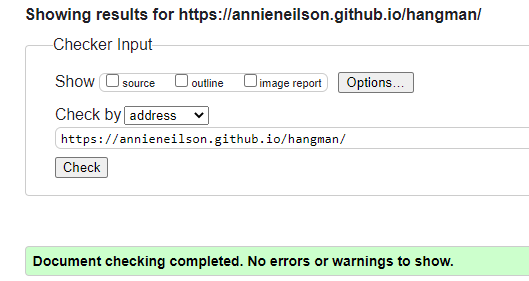 Showing results for https://annieneilson.github.io/hangman/
Checker Input
Show source outline image report Options...
Check by address
https://annieneilson.github.io/hangman/
Check
Document checking completed. No errors or warnings to show.